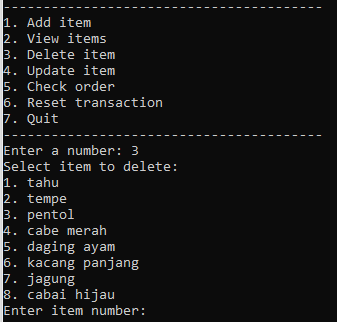 ----------------------------------------
1. Add item
2. View items
3. Delete item
4. Update item
5. Check order
6. Reset transaction
7. Quit
----------------------------------------
Enter a number: 3
Select item to delete:
1. tahu
2. tempe
3. pentol
4. cabe merah
5. daging ayam
6. kacang panjang
7. jagung
8. cabai hijau
Enter item number: